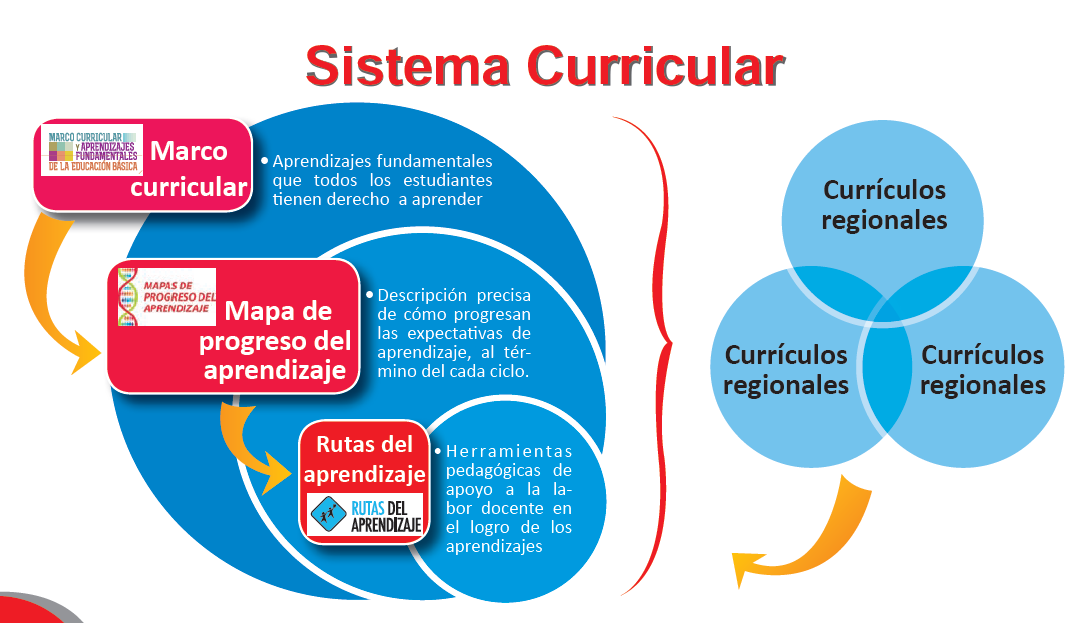 Sistema Curricular
MARCO CURRICULAR
Y APRENDIZAJES
FUNDAMENTALES
DE LA EDUCACIÓN BÁSICA
Marco
curricular
• Aprendizajes fundamentales
que todos los estudiantes
tienen derecho a aprender
MAPAS DE
PROGRESO DEL
APRENDIZAJE
Mapa de
progreso del
aprendizaje
• Descripción precisa
de cómo progresan
las expectativas de
aprendizaje, al tér-
mino del cada ciclo.
Rutas del
aprendizaje
RUTAS DEL
APRENDIZAJE
• Herramientas
pedagógicas de
apoyo a la la-
bor docente en
el logro de los
aprendizajes
Currículos
regionales
Currículos
regionales
Currículos
regionales